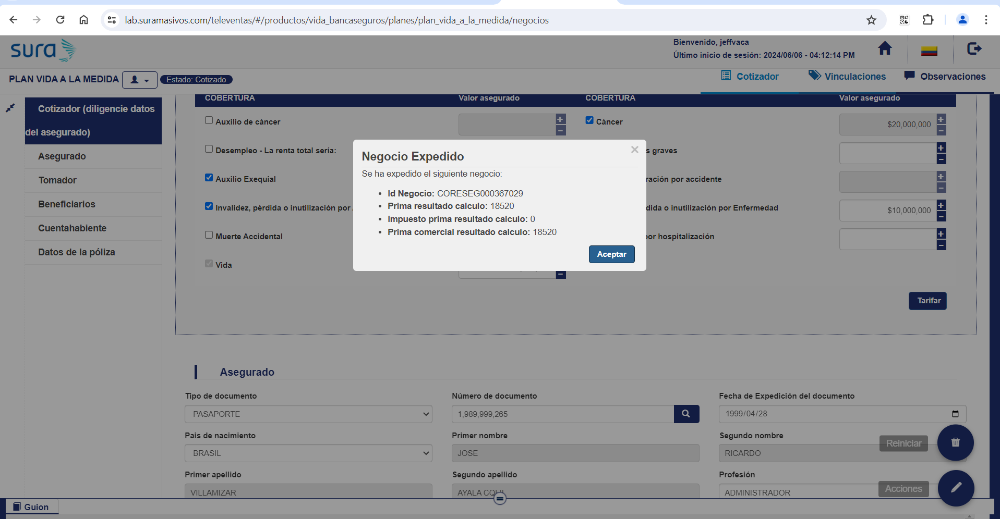 lab.suramasivos.com/televentas/#/productos/vida_bancaseguros/planes/plan_vida_a_la_medida/negocios
sura
Bienvenido, jeffvaca
Último inicio de sesión: 2024/06/06 - 04:12:14 PM
PLAN VIDA A LA MEDIDA
Estado: Cotizado
Cotizador
Vinculaciones
Observaciones
Cotizador (diligencie datos
del asegurado)
Asegurado
Tomador
Beneficiarios
Cuentahabiente
Datos de la póliza
COBERTURA Valor asegurado COBERTURA Valor asegurado
Auxilio de cáncer + − Cáncer $20,000,000 + −
Desempleo - La renta total sería: s graves + −
Auxilio Exequial ración por accidente + −
Invalidez, pérdida o inutilización por dida o inutilización por Enfermedad $10,000,000 + −
Muerte Accidental por hospitalización + −
Vida −
Negocio Expedido ×
Se ha expedido el siguiente negocio:
• Id Negocio: CORESEG000367029
• Prima resultado calculo: 18520
• Impuesto prima resultado calculo: 0
• Prima comercial resultado calculo: 18520
Aceptar
Tarifar
Asegurado
Tipo de documento Número de documento Fecha de Expedición del documento
PASAPORTE 1,989,999,265 1999/04/28
Pais de nacimiento Primer nombre Segundo nombre
BRASIL JOSE RICARDO
Reiniciar
Primer apellido Segundo apellido Profesión
VILLAMIZAR AYALA ADMINISTRADOR
Acciones
Guion